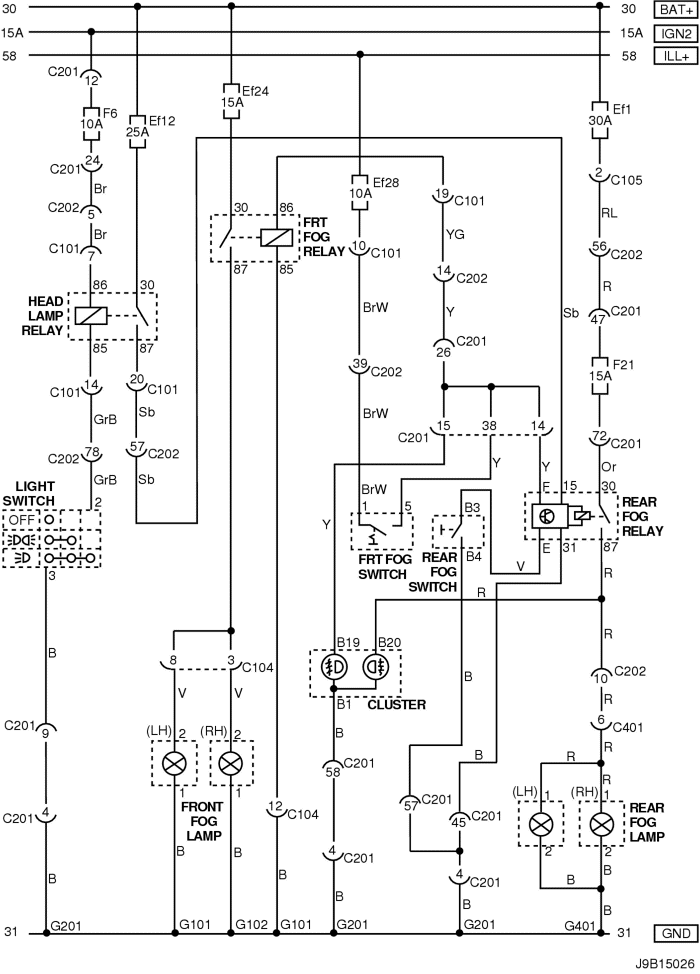 30 30 BAT+
15A 15A IGN2
58 58 ILL+
C201 12
F6 10A
Ef12 25A
Ef24 15A
Ef28 10A
Ef1 30A
C201 24
Br
C202 5
Br
C101 7
2 C105
RL
19 C101
YG
10 C101
56 C202
R
14 C202
Y
30 86
FRT FOG RELAY
87 85
86 30
HEAD LAMP RELAY
85 87
BrW
Sb
47 C201
26 C201
F21 15A
14 C101
20 C101
39 C202
GrB
Sb
BrW
15 38 14
C201
72 C201
78 C202
57 C202
GrB
Sb
Y
Y
Or
LIGHT SWITCH
2
OFF
3
BrW
1 5
FRT FOG SWITCH
B3
REAR FOG SWITCH
B4
F 15 30
REAR FOG RELAY
E 31 87
Y
V
R
R
B
R
8 3 C104
B19 B20
CLUSTER
B1
V V
B
B
C202 10
R
6 C401
R
C201 9
(LH) 2 (RH) 2
FRONT FOG LAMP
1 1
B
58 C201
B
R
R
(LH) 1 (RH) 1
REAR FOG LAMP
2 2
57 C201
45 C201
C201 4
12 C104
4 C201
4 C201
B
B
B
B
B
B
B
B
B
31 G201 G101 G102 G101 G201 G201 G401 31 GND
J9B15026